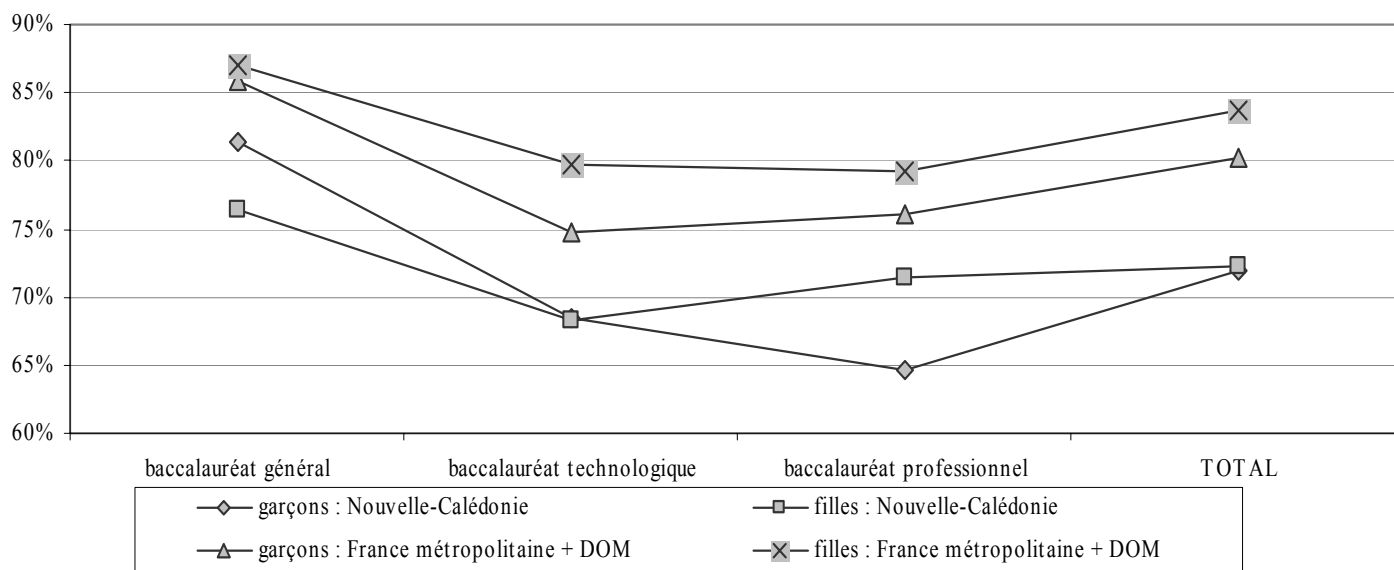 90%
85%
80%
75%
70%
65%
60%
baccalauréat général baccalauréat technologique baccalauréat professionnel TOTAL
garçons : Nouvelle-Calédonie filles : Nouvelle-Calédonie
garçons : France métropolitaine + DOM filles : France métropolitaine + DOM